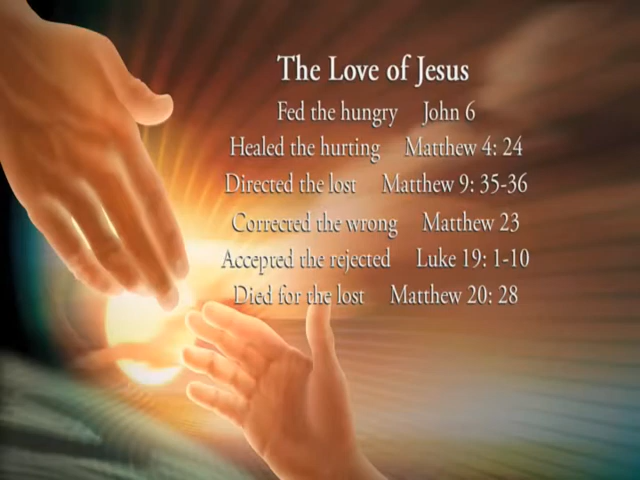 The Love of Jesus
Fed the hungry John 6
Healed the hurting Matthew 4: 24
Directed the lost Matthew 9: 35-36
Corrected the wrong Matthew 23
Accepted the rejected Luke 19: 1-10
Died for the lost Matthew 20: 28